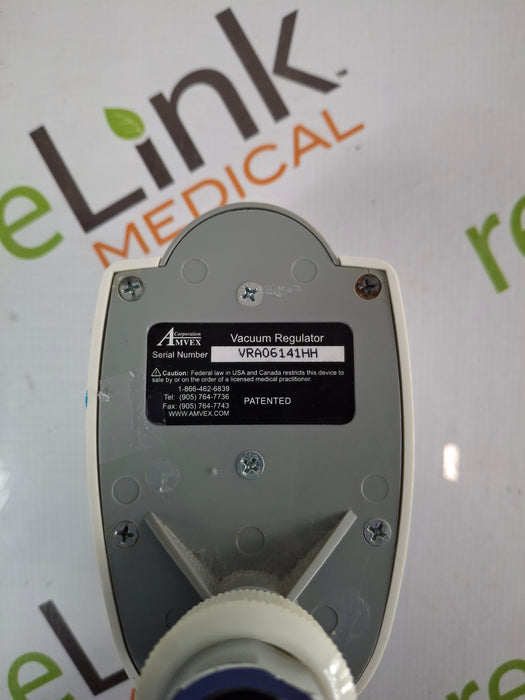 eLink
MEDICAL
re
Corporation
AMVEX
Vacuum Regulator
Serial Number VRA06141HH
Caution: Federal law in USA and Canada restricts this device to
sale by or on the order of a licensed medical practitioner.
1-866-462-6839
Tel: (905) 764-7736
Fax: (905) 764-7743
WWW.AMVEX.COM
PATENTED
re